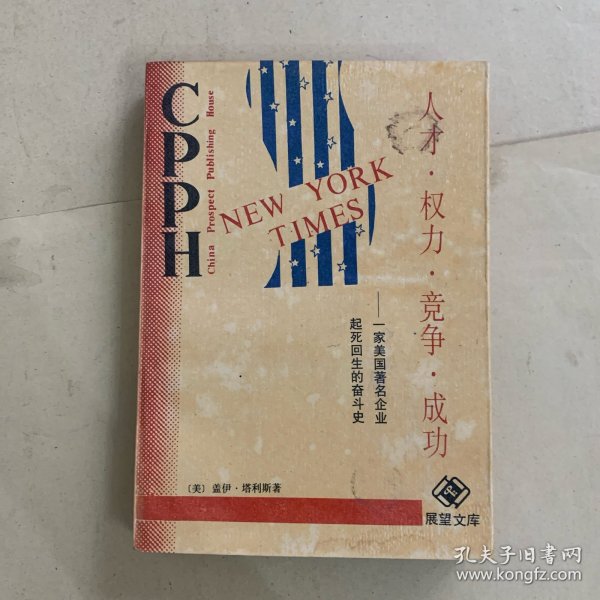 CPPH
China Prospect Publishing House
NEW YORK
TIMES
人才·权力·竞争·成功
——一家美国著名企业
起死回生的奋斗史
〔美〕盖伊·塔利斯著
展望文库
孔夫子旧书网
www.kongfz.com